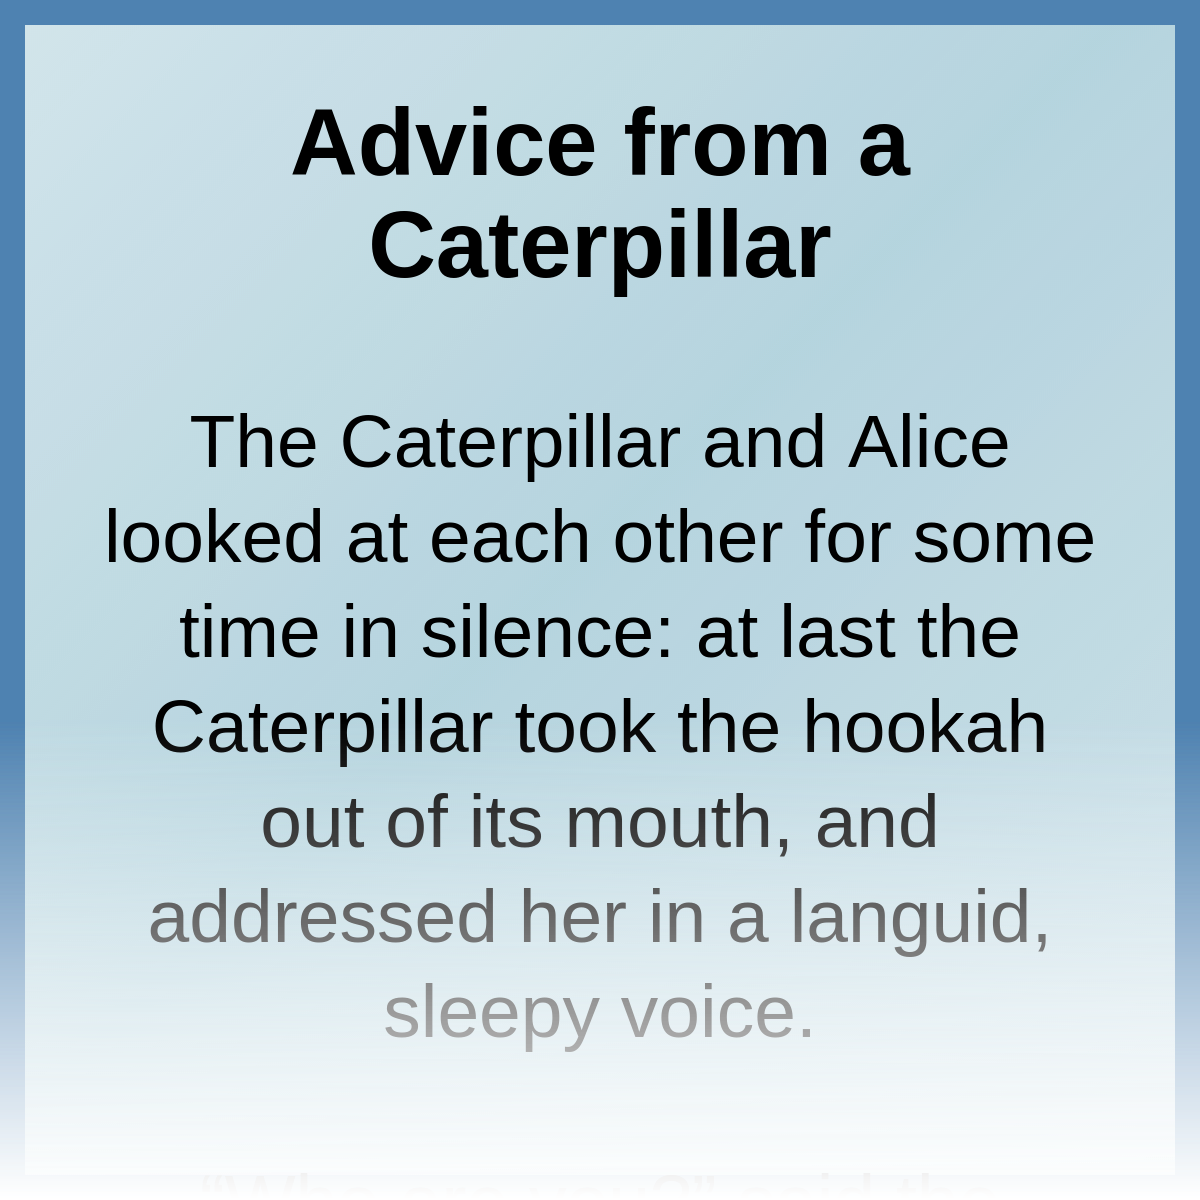 Advice from a
Caterpillar
The Caterpillar and Alice
looked at each other for some
time in silence: at last the
Caterpillar took the hookah
out of its mouth, and
addressed her in a languid,
sleepy voice.